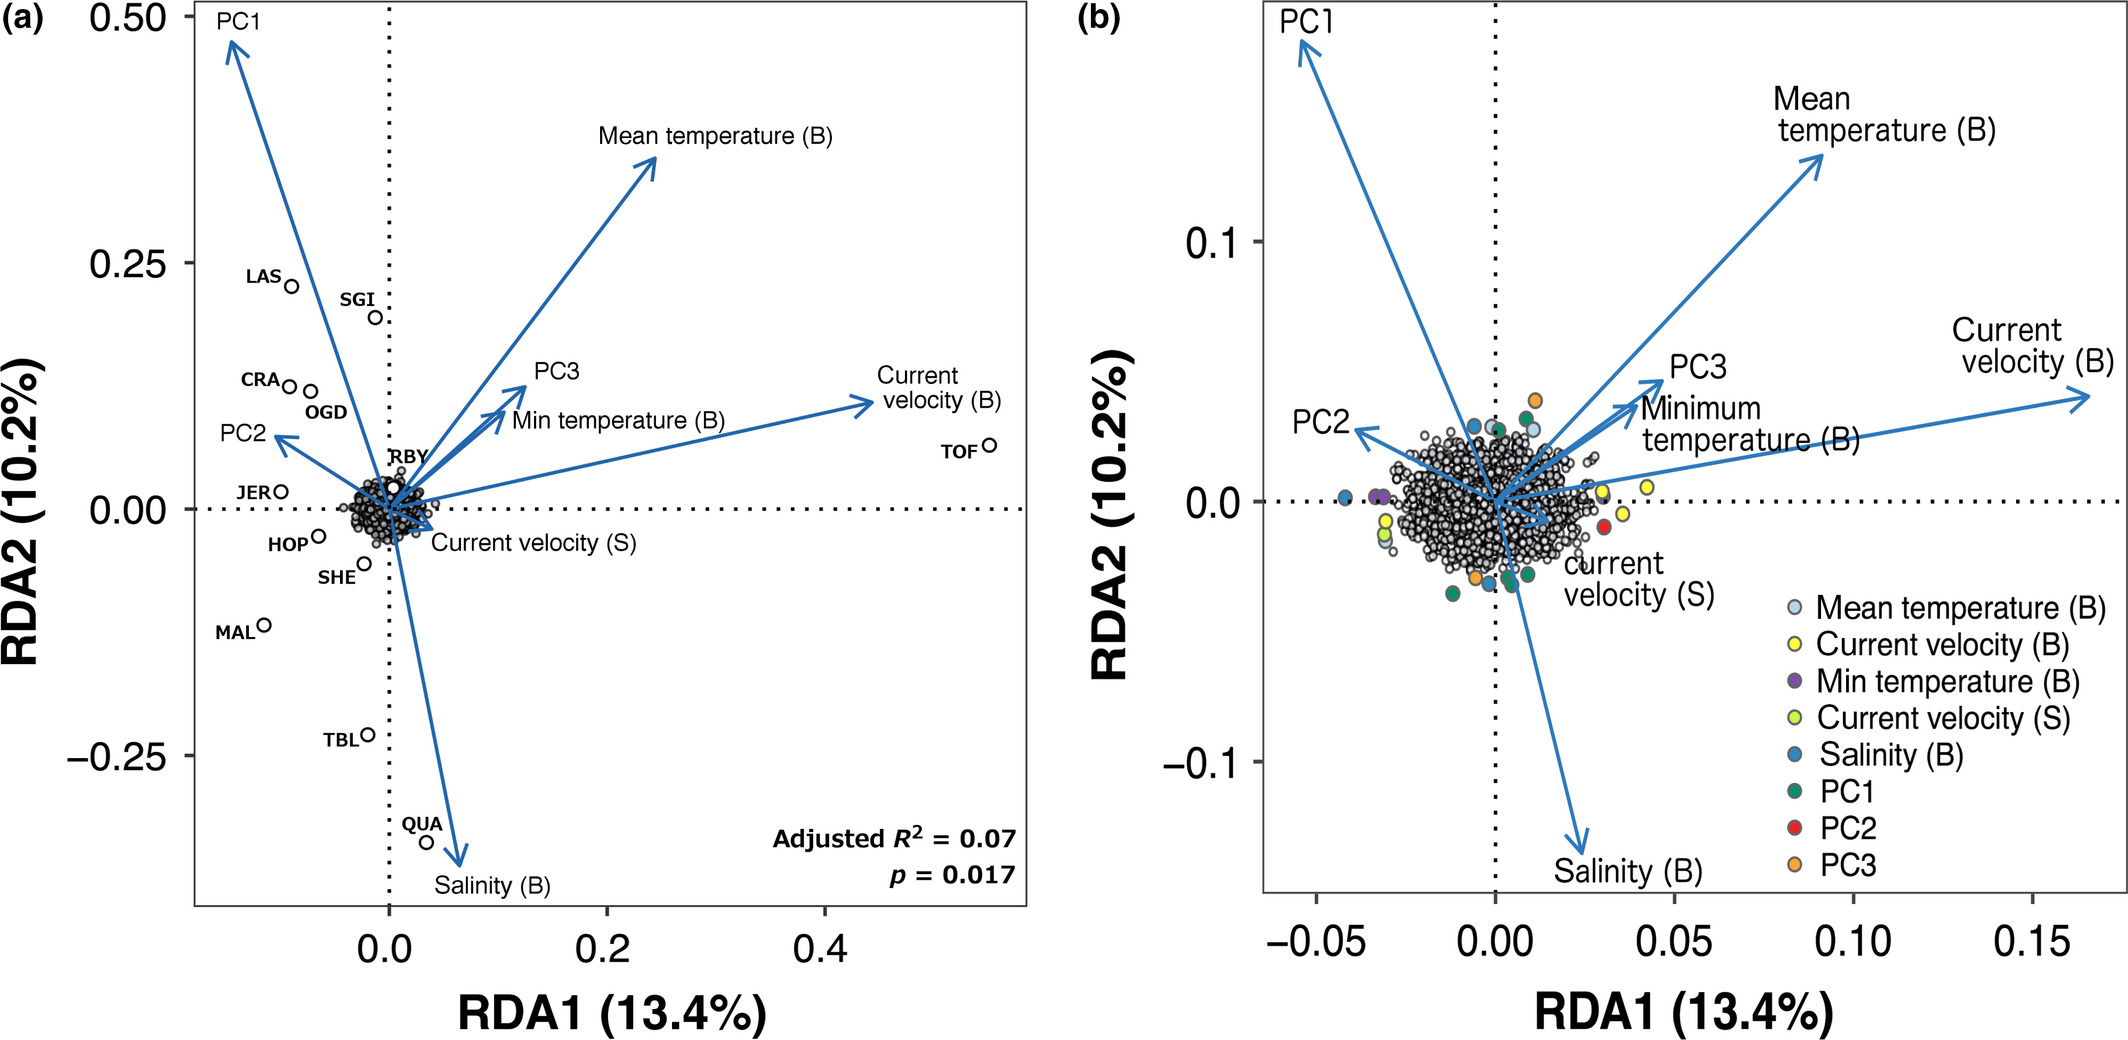 (a)
0.50
0.25
0.00
−0.25
RDA2 (10.2%)
PC1
Mean temperature (B)
LAS
SGI
PC3
CRA
OGD
Current
velocity (B)
Min temperature (B)
PC2
RBY
TOF
JER
HOP
Current velocity (S)
SHE
MAL
TBL
QUA
Adjusted R² = 0.07
p = 0.017
Salinity (B)
0.0
0.2
0.4
RDA1 (13.4%)
(b)
0.1
0.0
−0.1
RDA2 (10.2%)
PC1
Mean
temperature (B)
Current
velocity (B)
PC3
PC2
Minimum
temperature (B)
current
velocity (S)
Mean temperature (B)
Current velocity (B)
Min temperature (B)
Current velocity (S)
Salinity (B)
PC1
PC2
PC3
Salinity (B)
−0.05
0.00
0.05
0.10
0.15
RDA1 (13.4%)